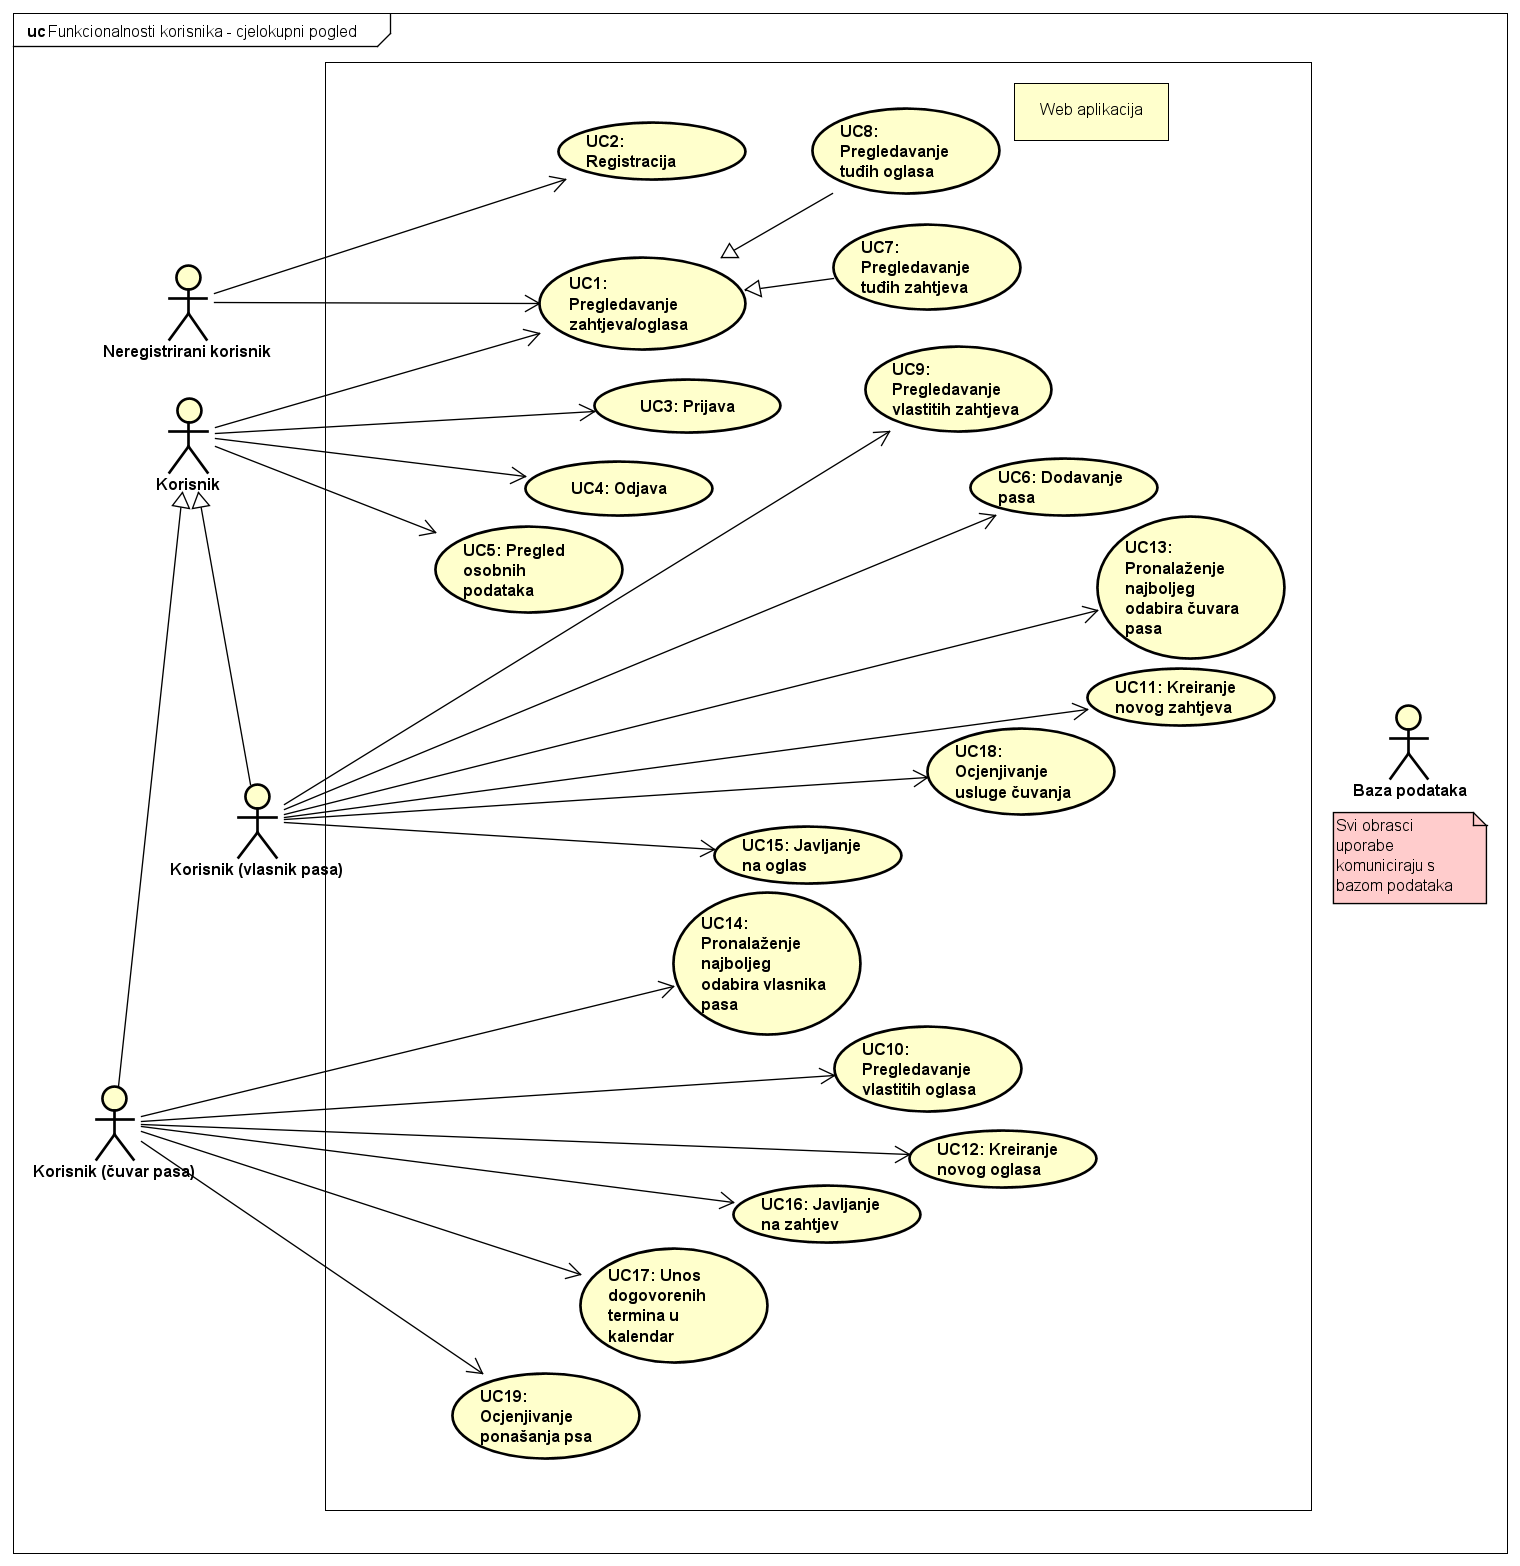 uc Funkcionalnosti korisnika - cjelokupni pogled
Web aplikacija
UC2:
Registracija
UC8:
Pregledavanje
tuđih oglasa
UC7:
Pregledavanje
tuđih zahtjeva
UC1:
Pregledavanje
zahtjeva/oglasa
Neregistrirani korisnik
UC9:
Pregledavanje
vlastitih zahtjeva
UC3: Prijava
Korisnik
UC4: Odjava
UC6: Dodavanje
pasa
UC5: Pregled
osobnih
podataka
UC13:
Pronalaženje
najboljeg
odabira čuvara
pasa
UC11: Kreiranje
novog zahtjeva
UC18:
Ocjenjivanje
usluge čuvanja
Baza podataka
Svi obrasci
uporabe
komuniciraju s
bazom podataka
Korisnik (vlasnik pasa)
UC15: Javljanje
na oglas
UC14:
Pronalaženje
najboljeg
odabira vlasnika
pasa
UC10:
Pregledavanje
vlastitih oglasa
Korisnik (čuvar pasa)
UC12: Kreiranje
novog oglasa
UC16: Javljanje
na zahtjev
UC17: Unos
dogovorenih
termina u
kalendar
UC19:
Ocjenjivanje
ponašanja psa